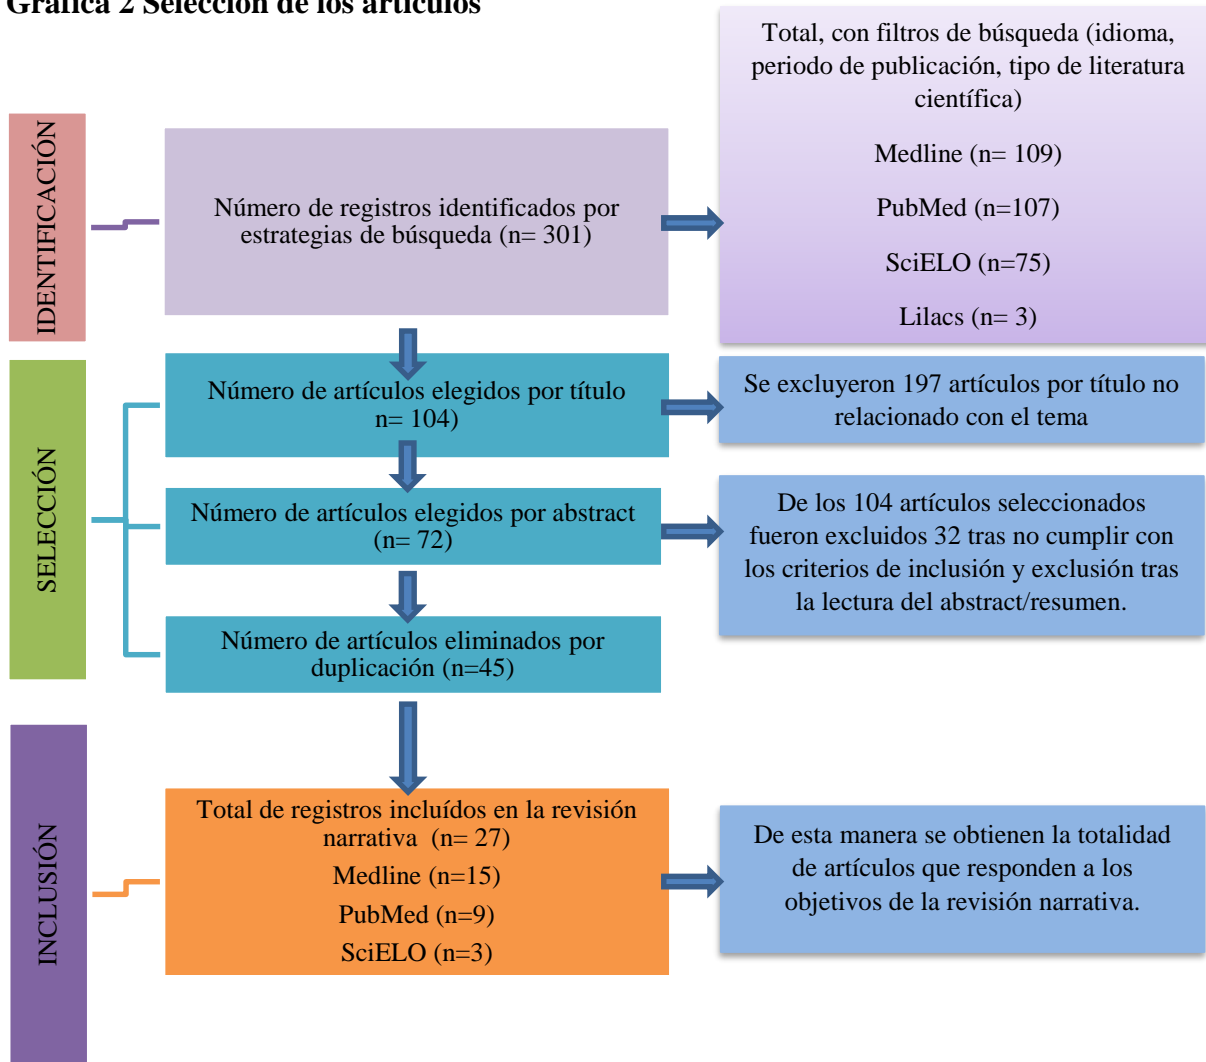 Gráfica 2 Selección de los artículos
IDENTIFICACIÓN
Número de registros identificados por
estrategias de búsqueda (n= 301)
Total, con filtros de búsqueda (idioma,
periodo de publicación, tipo de literatura
científica)
Medline (n= 109)
PubMed (n=107)
SciELO (n=75)
Lilacs (n= 3)
SELECCIÓN
Número de artículos elegidos por título
n= 104)
Se excluyeron 197 artículos por título no
relacionado con el tema
Número de artículos elegidos por abstract
(n= 72)
De los 104 artículos seleccionados
fueron excluidos 32 tras no cumplir con
los criterios de inclusión y exclusión tras
la lectura del abstract/resumen.
Número de artículos eliminados por
duplicación (n=45)
INCLUSIÓN
Total de registros incluídos en la revisión
narrativa (n= 27)
Medline (n=15)
PubMed (n=9)
SciELO (n=3)
De esta manera se obtienen la totalidad
de artículos que responden a los
objetivos de la revisión narrativa.